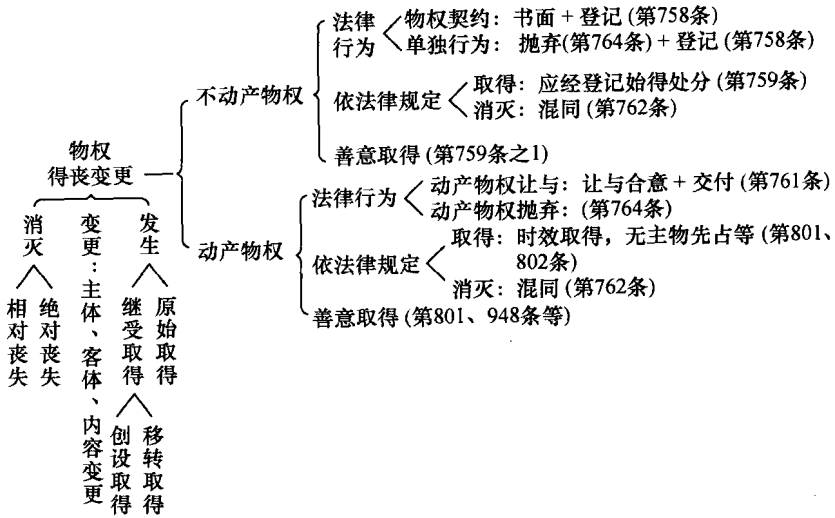 物权
得丧变更
发生
原始取得
继受取得
移转取得
创设取得
变更：主体、客体、内容变更
消灭
绝对丧失
相对丧失
不动产物权
法律
行为
物权契约：书面 + 登记 (第758条)
单独行为：抛弃(第764条) + 登记 (第758条)
依法律规定
取得：应经登记始得处分 (第759条)
消灭：混同 (第762条)
善意取得 (第759条之1)
动产物权
法律行为
动产物权让与：让与合意 + 交付 (第761条)
动产物权抛弃：(第764条)
依法律规定
取得：时效取得，无主物先占等 (第801、
802条)
消灭：混同 (第762条)
善意取得 (第801、948条等)